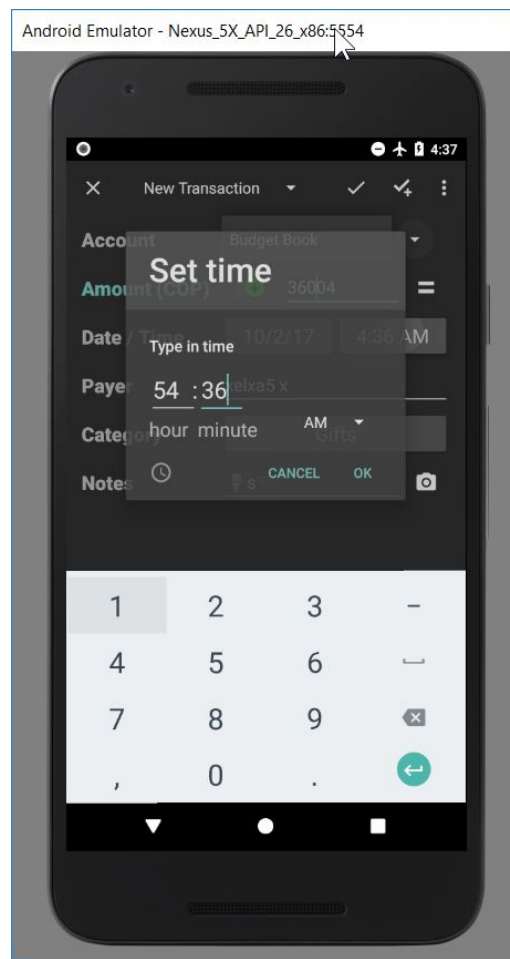 Android Emulator - Nexus_5X_API_26_x86:5554
4:37
New Transaction
Account Budget Book
Set time
Amount (COP) 36004 =
Date / Time 10/2/17 4:36 AM
Type in time
Payer kelxa5 x
54 : 36
hour minute AM
Category Gifts
CANCEL OK
Notes s
1 2 3 -
4 5 6
7 8 9
, 0 .